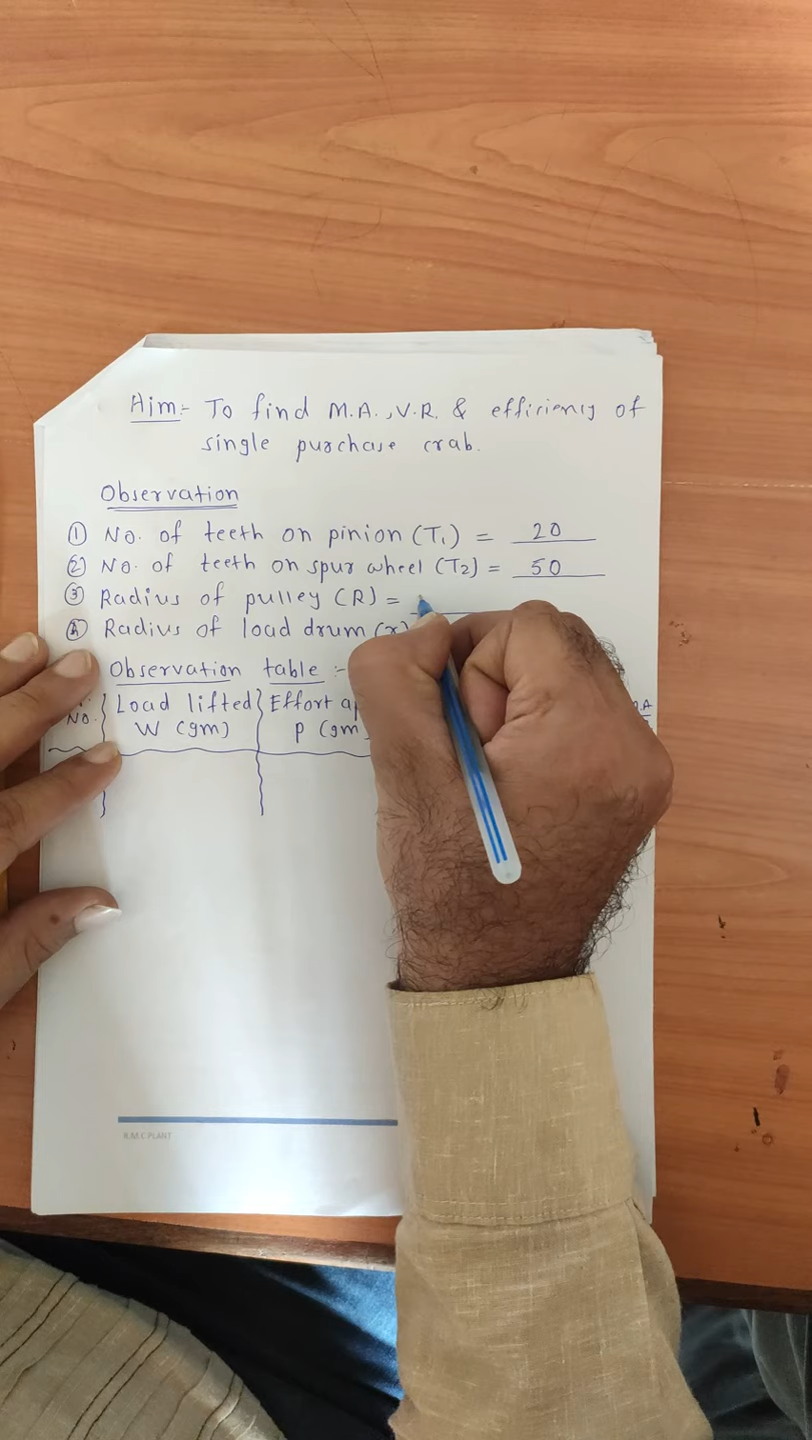 Aim:- To find M.A., V.R. & efficiency of
single purchase crab.
Observation
① No. of teeth on pinion (T₁) = 20
② No. of teeth on spur wheel (T₂) = 50
③ Radius of pulley (R) =
④ Radius of load drum (r)
Observation table :-
No. Load lifted W (gm) Effort P (gm
R.M.C PLANT